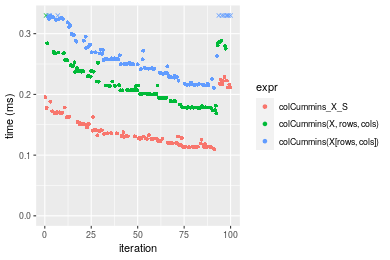 time (ms)
0.3
0.2
0.1
0.0
0
25
50
75
100
iteration
expr
colCummins_X_S
colCummins(X, rows, cols)
colCummins(X[rows, cols])